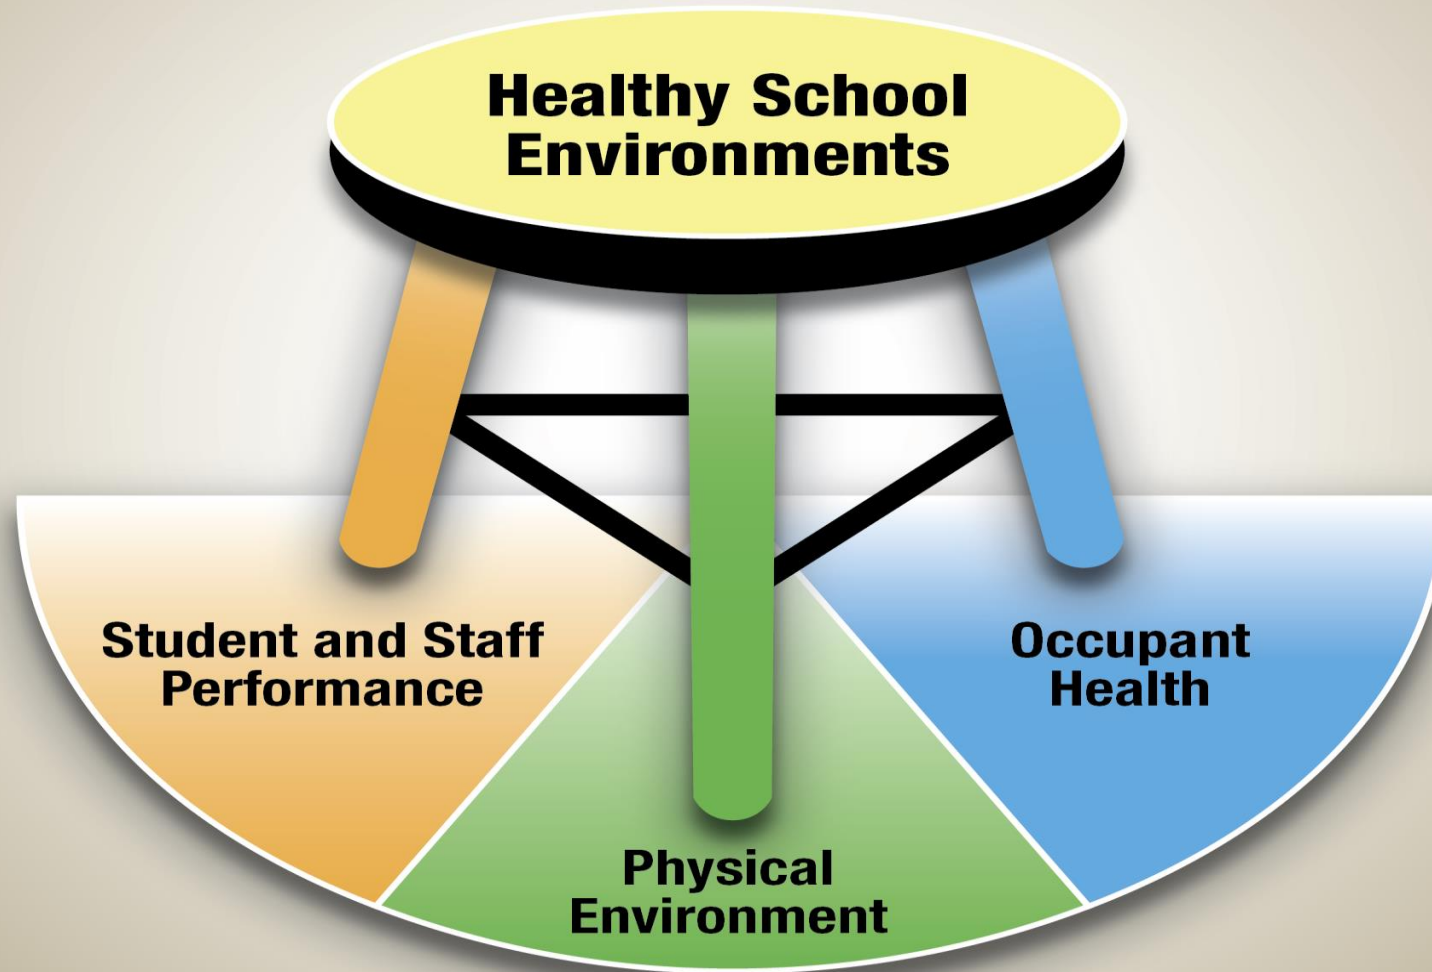 Healthy School
Environments
Student and Staff
Performance
Occupant
Health
Physical
Environment